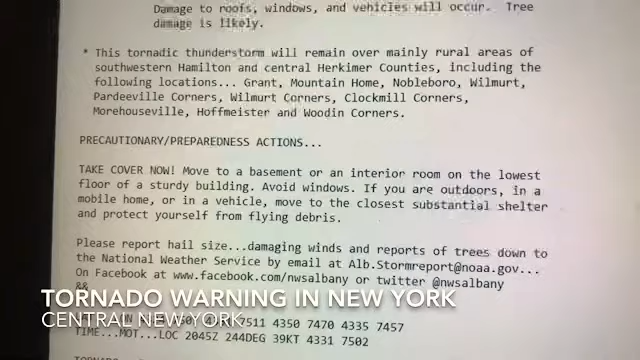 Damage to roofs, windows, and vehicles will occur. Tree
damage is likely.
* This tornadic thunderstorm will remain over mainly rural areas of
southwestern Hamilton and central Herkimer Counties, including the
following locations... Grant, Mountain Home, Nobleboro, Wilmurt,
Pardeeville Corners, Wilmurt Corners, Clockmill Corners,
Morehouseville, Hoffmeister and Woodin Corners.
PRECAUTIONARY/PREPAREDNESS ACTIONS...
TAKE COVER NOW! Move to a basement or an interior room on the lowest
floor of a sturdy building. Avoid windows. If you are outdoors, in a
mobile home, or in a vehicle, move to the closest substantial shelter
and protect yourself from flying debris.
Please report hail size...damaging winds and reports of trees down to
the National Weather Service by email at Alb.Stormreport@noaa.gov...
On Facebook at www.facebook.com/nwsalbany or twitter @nwsalbany
&&
TORNADO WARNING IN NEW YORK
CENTRAL NEW YORK
7511 4350 7470 4335 7457
TIME...MOT...LOC 2045Z 244DEG 39KT 4331 7502